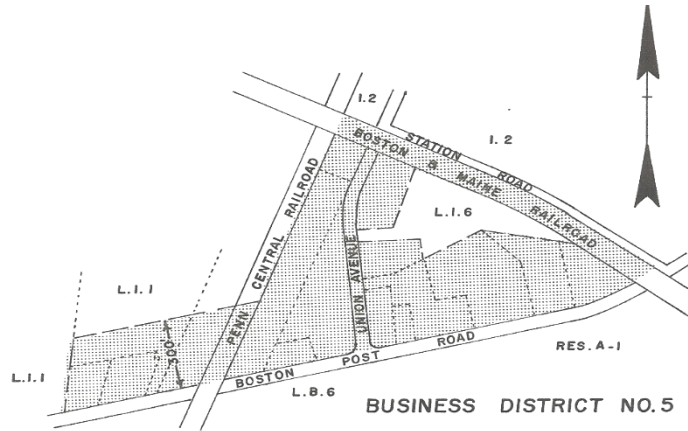 I.2
STATION ROAD
I.2
BOSTON & MAINE RAILROAD
PENN CENTRAL RAILROAD
L.I.6
UNION AVENUE
L.I.1
300'
L.I.1
BOSTON POST ROAD
RES. A-1
L.B.6
BUSINESS DISTRICT NO. 5